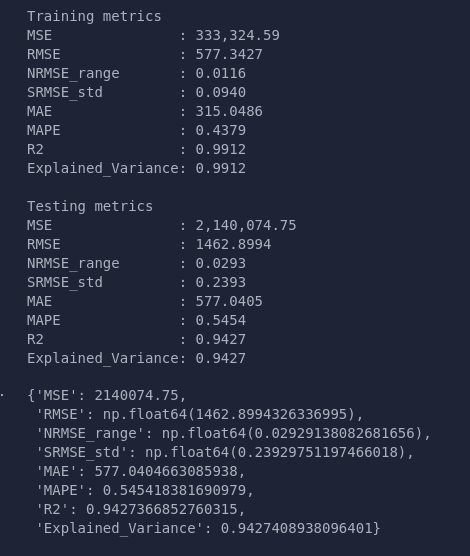 Training metrics
MSE : 333,324.59
RMSE : 577.3427
NRMSE_range : 0.0116
SRMSE_std : 0.0940
MAE : 315.0486
MAPE : 0.4379
R2 : 0.9912
Explained_Variance: 0.9912
Testing metrics
MSE : 2,140,074.75
RMSE : 1462.8994
NRMSE_range : 0.0293
SRMSE_std : 0.2393
MAE : 577.0405
MAPE : 0.5454
R2 : 0.9427
Explained_Variance: 0.9427
{'MSE': 2140074.75,
'RMSE': np.float64(1462.8994326336995),
'NRMSE_range': np.float64(0.02929138082681656),
'SRMSE_std': np.float64(0.23929751197466018),
'MAE': 577.0404663085938,
'MAPE': 0.545418381690979,
'R2': 0.9427366852760315,
'Explained_Variance': 0.9427408938096401}